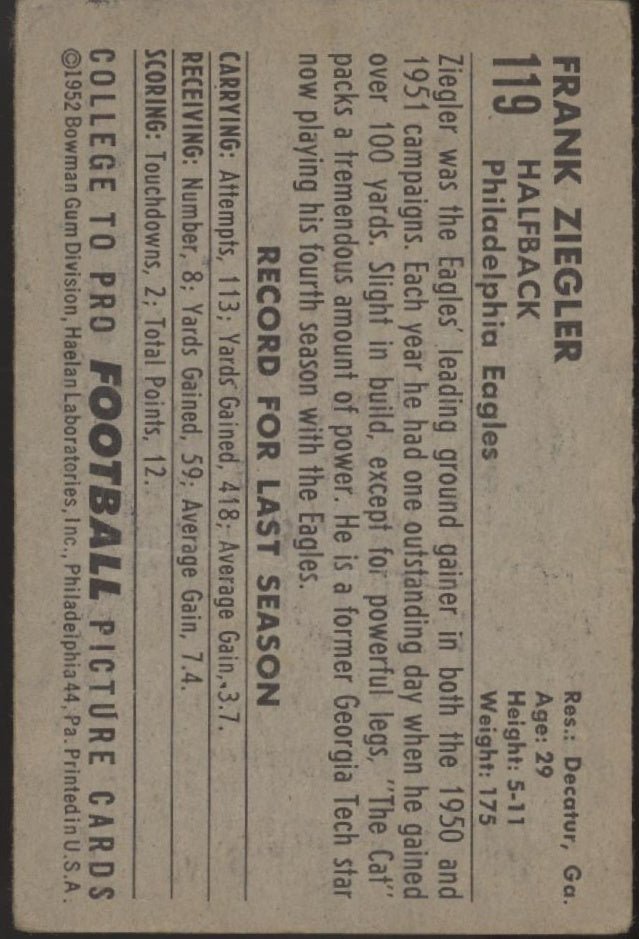 FRANK ZIEGLER
119 HALFBACK
Philadelphia Eagles
Res.: Decatur, Ga.
Age: 29
Height: 5-11
Weight: 175
Ziegler was the Eagles' leading ground gainer in both the 1950 and
1951 campaigns. Each year he had one outstanding day when he gained
over 100 yards. Slight in build, except for powerful legs, "The Cat"
packs a tremendous amount of power. He is a former Georgia Tech star
now playing his fourth season with the Eagles.
RECORD FOR LAST SEASON
CARRYING: Attempts, 113; Yards Gained, 418; Average Gain, 3.7.
RECEIVING: Number, 8; Yards Gained, 59; Average Gain, 7.4.
SCORING: Touchdowns, 2; Total Points, 12.
COLLEGE TO PRO FOOTBALL PICTURE CARDS
©1952 Bowman Gum Division, Haelan Laboratories, Inc., Philadelphia 44, Pa. Printed in U.S.A.